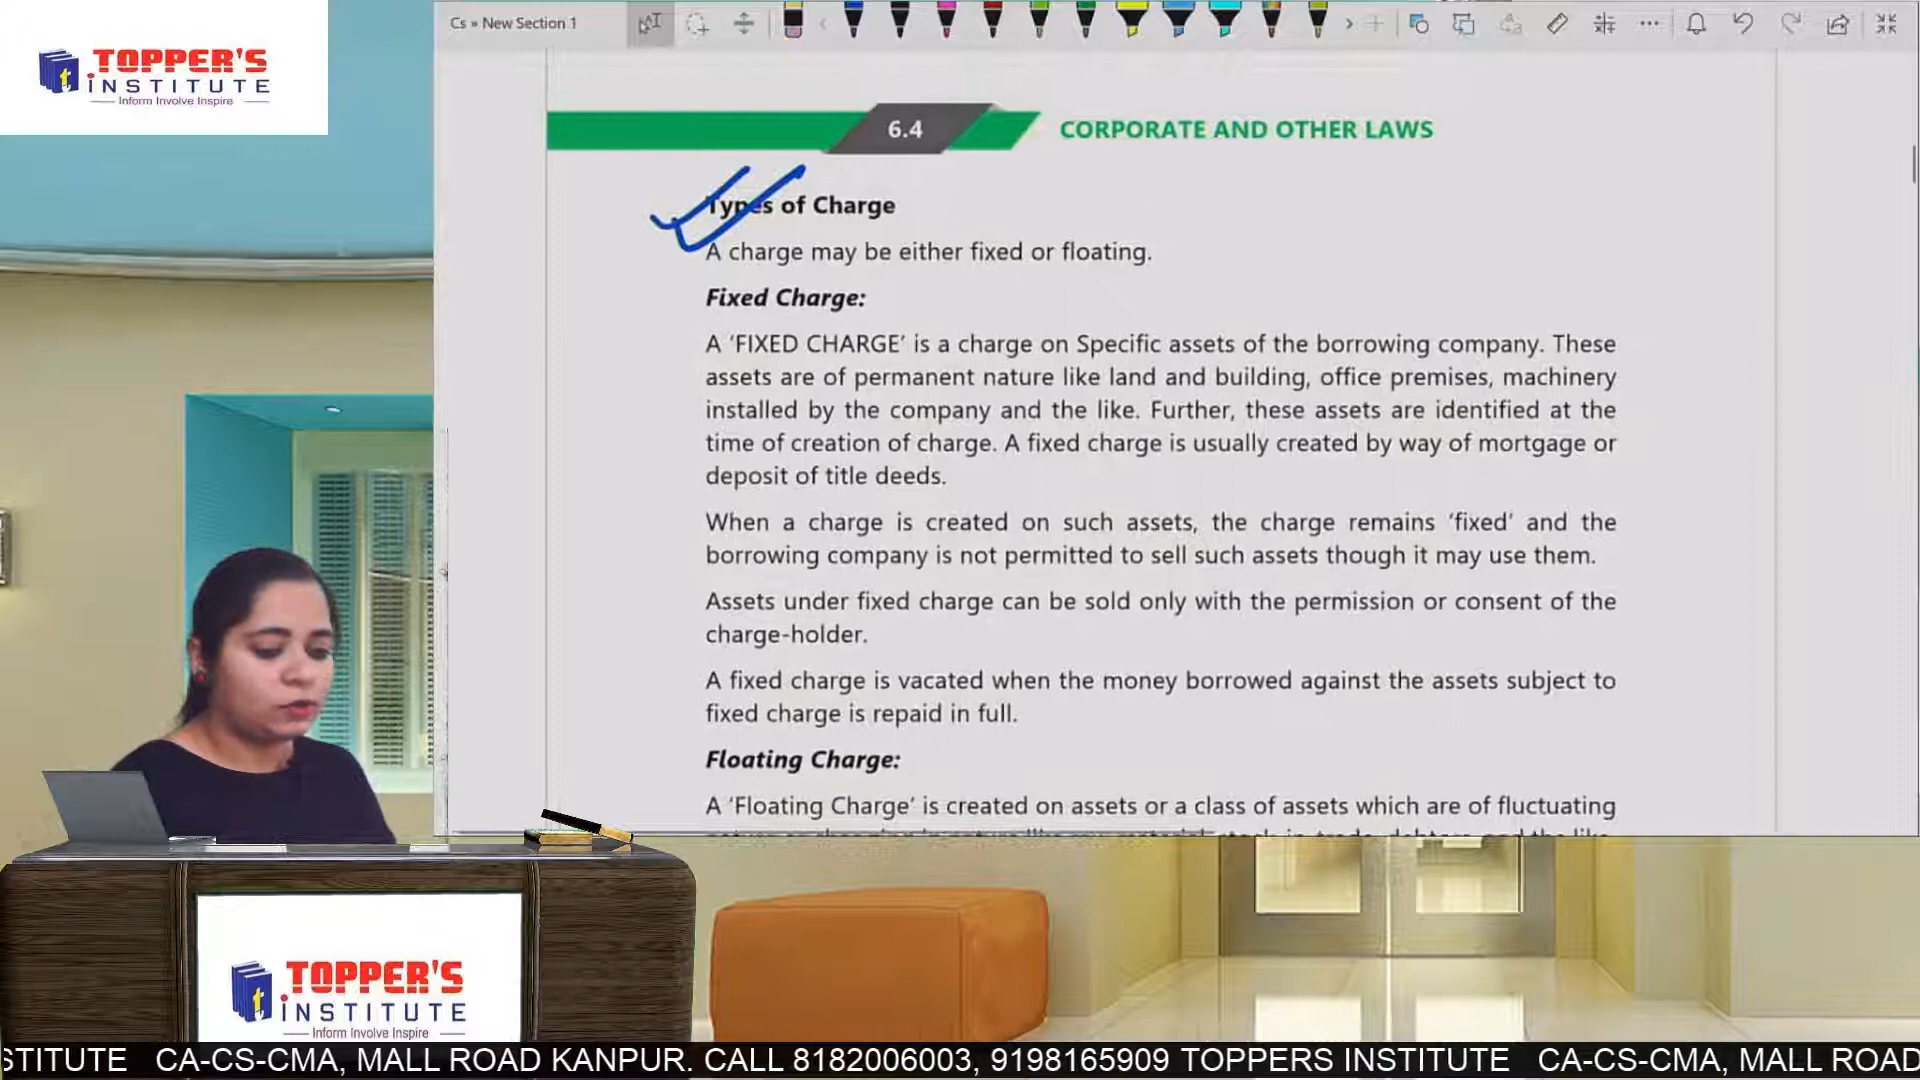 TOPPER'S
INSTITUTE
Inform Involve Inspire
Cs » New Section 1
6.4
CORPORATE AND OTHER LAWS
Types of Charge
A charge may be either fixed or floating.
Fixed Charge:
A ‘FIXED CHARGE’ is a charge on Specific assets of the borrowing company. These
assets are of permanent nature like land and building, office premises, machinery
installed by the company and the like. Further, these assets are identified at the
time of creation of charge. A fixed charge is usually created by way of mortgage or
deposit of title deeds.
When a charge is created on such assets, the charge remains ‘fixed’ and the
borrowing company is not permitted to sell such assets though it may use them.
Assets under fixed charge can be sold only with the permission or consent of the
charge-holder.
A fixed charge is vacated when the money borrowed against the assets subject to
fixed charge is repaid in full.
Floating Charge:
A ‘Floating Charge’ is created on assets or a class of assets which are of fluctuating
TOPPER'S
INSTITUTE
Inform Involve Inspire
STITUTE CA-CS-CMA, MALL ROAD KANPUR. CALL 8182006003, 9198165909 TOPPERS INSTITUTE CA-CS-CMA, MALL ROAD